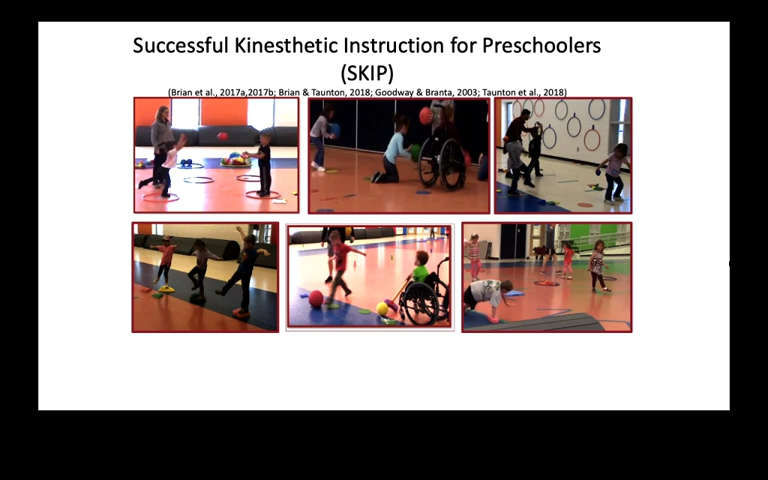 Successful Kinesthetic Instruction for Preschoolers
(SKIP)
(Brian et al., 2017a,2017b; Brian & Taunton, 2018; Goodway & Branta, 2003; Taunton et al., 2018)